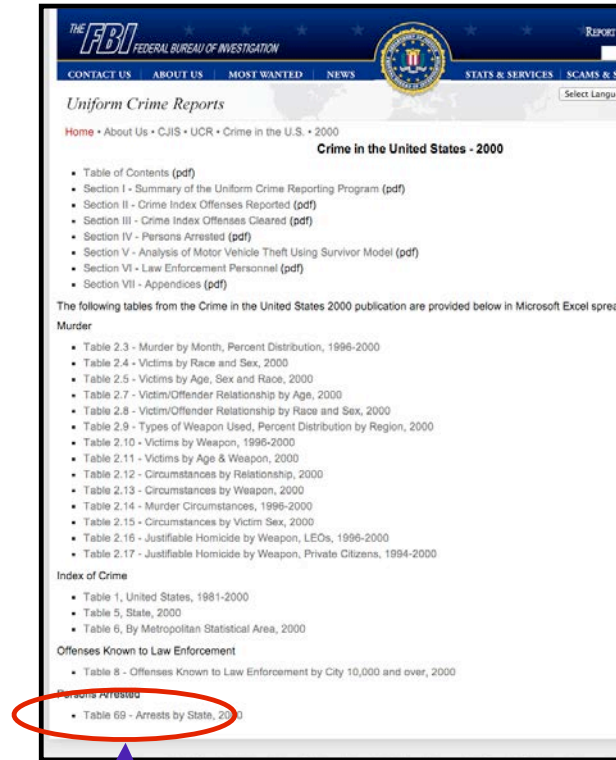 THE FBI FEDERAL BUREAU OF INVESTIGATION
REPORT
CONTACT US ABOUT US MOST WANTED NEWS STATS & SERVICES SCAMS & S
Select Langu
Uniform Crime Reports
Home • About Us • CJIS • UCR • Crime in the U.S. • 2000
Crime in the United States - 2000
• Table of Contents (pdf)
• Section I - Summary of the Uniform Crime Reporting Program (pdf)
• Section II - Crime Index Offenses Reported (pdf)
• Section III - Crime Index Offenses Cleared (pdf)
• Section IV - Persons Arrested (pdf)
• Section V - Analysis of Motor Vehicle Theft Using Survivor Model (pdf)
• Section VI - Law Enforcement Personnel (pdf)
• Section VII - Appendices (pdf)
The following tables from the Crime in the United States 2000 publication are provided below in Microsoft Excel sprea
Murder
• Table 2.3 - Murder by Month, Percent Distribution, 1996-2000
• Table 2.4 - Victims by Race and Sex, 2000
• Table 2.5 - Victims by Age, Sex and Race, 2000
• Table 2.7 - Victim/Offender Relationship by Age, 2000
• Table 2.8 - Victim/Offender Relationship by Race and Sex, 2000
• Table 2.9 - Types of Weapon Used, Percent Distribution by Region, 2000
• Table 2.10 - Victims by Weapon, 1996-2000
• Table 2.11 - Victims by Age & Weapon, 2000
• Table 2.12 - Circumstances by Relationship, 2000
• Table 2.13 - Circumstances by Weapon, 2000
• Table 2.14 - Murder Circumstances, 1996-2000
• Table 2.15 - Circumstances by Victim Sex, 2000
• Table 2.16 - Justifiable Homicide by Weapon, LEOs, 1996-2000
• Table 2.17 - Justifiable Homicide by Weapon, Private Citizens, 1994-2000
Index of Crime
• Table 1, United States, 1981-2000
• Table 5, State, 2000
• Table 6, By Metropolitan Statistical Area, 2000
Offenses Known to Law Enforcement
• Table 8 - Offenses Known to Law Enforcement by City 10,000 and over, 2000
Persons Arrested
• Table 69 - Arrests by State, 2000